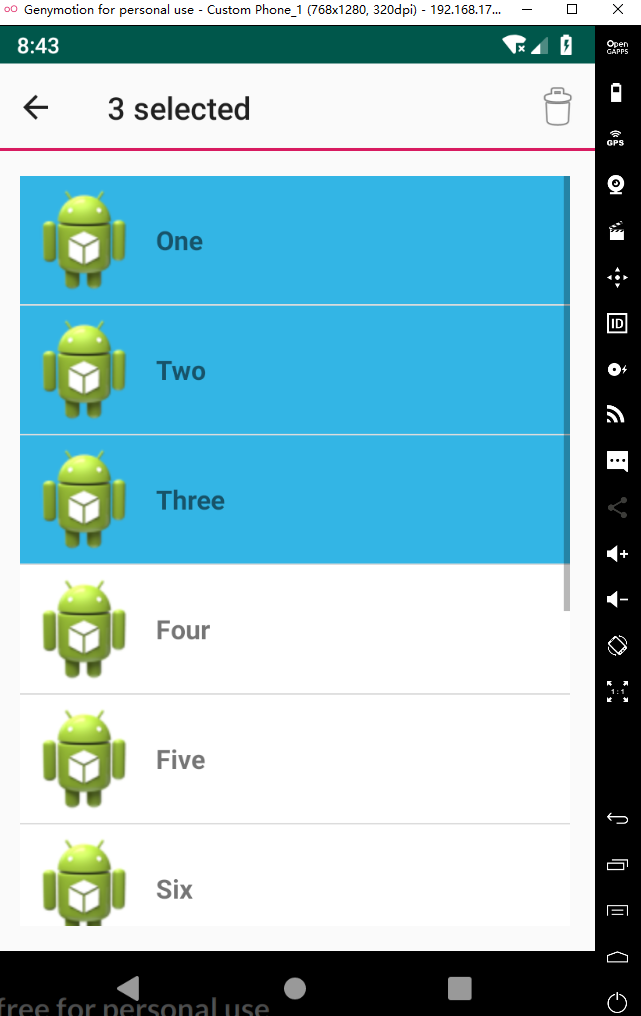 Genymotion for personal use - Custom Phone_1 (768x1280, 320dpi) - 192.168.17...
8:43
Open
GAPPS
3 selected
GPS
One
Two
ID
Three
Four
1:1
Five
Six
free for personal use